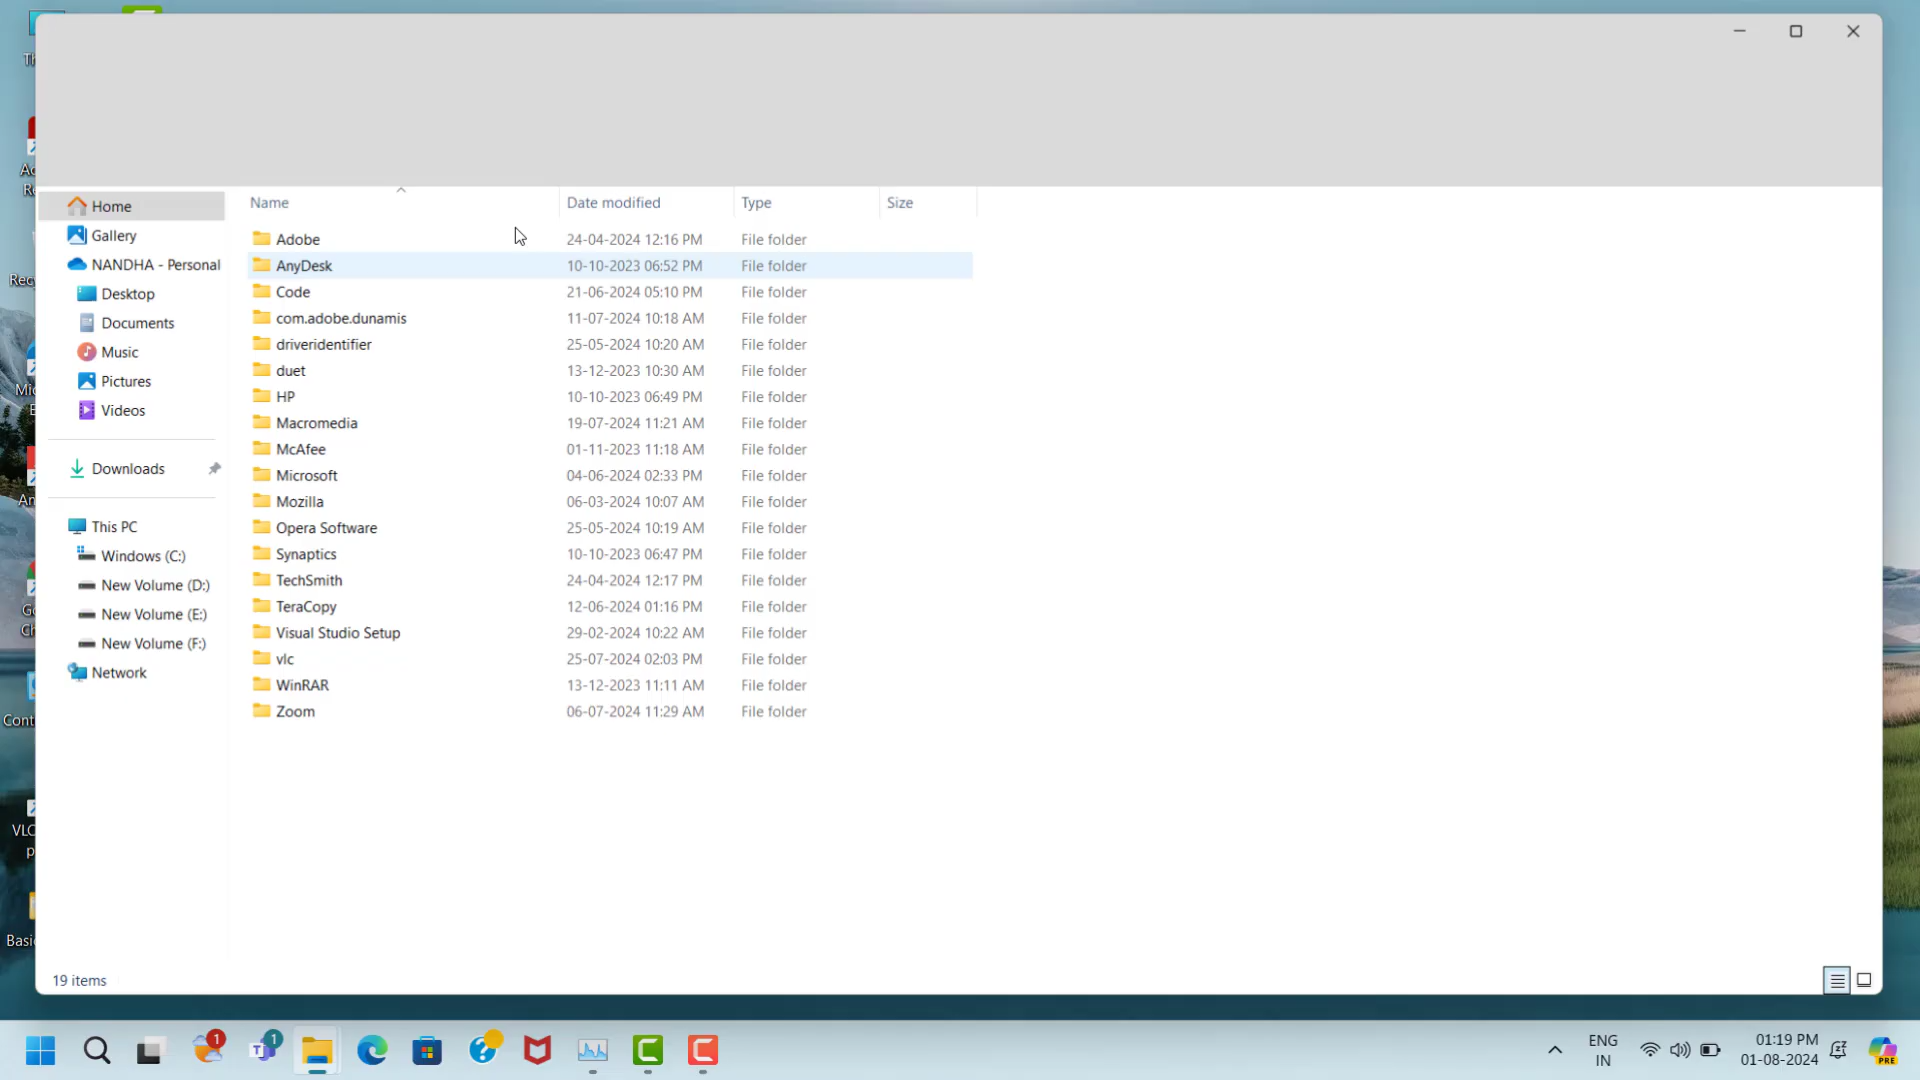 Home
Gallery
NANDHA - Personal
Desktop
Documents
Music
Pictures
Videos
Downloads
This PC
Windows (C:)
New Volume (D:)
New Volume (E:)
New Volume (F:)
Network
Name Date modified Type Size
Adobe 24-04-2024 12:16 PM File folder
AnyDesk 10-10-2023 06:52 PM File folder
Code 21-06-2024 05:10 PM File folder
com.adobe.dunamis 11-07-2024 10:18 AM File folder
driveridentifier 25-05-2024 10:20 AM File folder
duet 13-12-2023 10:30 AM File folder
HP 10-10-2023 06:49 PM File folder
Macromedia 19-07-2024 11:21 AM File folder
McAfee 01-11-2023 11:18 AM File folder
Microsoft 04-06-2024 02:33 PM File folder
Mozilla 06-03-2024 10:07 AM File folder
Opera Software 25-05-2024 10:19 AM File folder
Synaptics 10-10-2023 06:47 PM File folder
TechSmith 24-04-2024 12:17 PM File folder
TeraCopy 12-06-2024 01:16 PM File folder
Visual Studio Setup 29-02-2024 10:22 AM File folder
vlc 25-07-2024 02:03 PM File folder
WinRAR 13-12-2023 11:11 AM File folder
Zoom 06-07-2024 11:29 AM File folder
19 items
Recy
Mic
Cont
VLC
p
Basi
1
1
ENG
IN
01:19 PM
01-08-2024
PRE